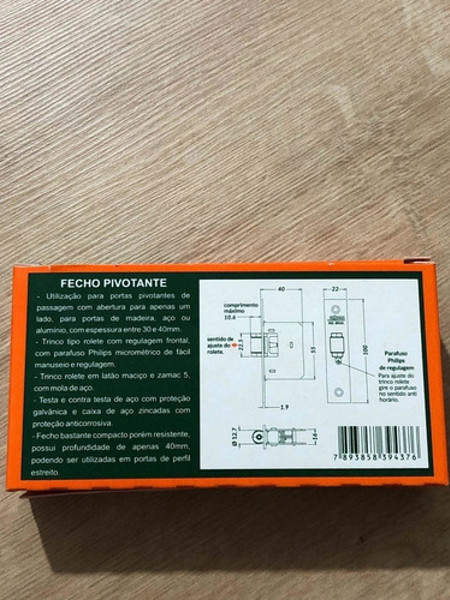 FECHO PIVOTANTE
- Utilização para portas pivotantes de
passagem com abertura para apenas um
lado, para portas de madeira, aço ou
alumínio, com espessura entre 30 e 40mm.
- Trinco tipo rolete com regulagem frontal,
com parafuso Philips micrométrico de fácil
manuseio e regulagem.
- Trinco rolete em latão maciço e zamac 5,
com mola de aço.
- Testa e contra testa de aço com proteção
galvânica e caixa de aço zincadas com
proteção anticorrosiva.
- Fecho bastante compacto porém resistente,
possui profundidade de apenas 40mm,
podendo ser utilizadas em portas de perfil
estreito.
40
22
comprimento
máximo
10.6
sentido de
ajuste do
rolete.
22.5
55
100
1.9
Parafuso
Philips
de regulagem
Para ajuste do
trinco rolete
gire o parafuso
no sentido anti
horário.
Ø 12.7
16
7 893858 394376